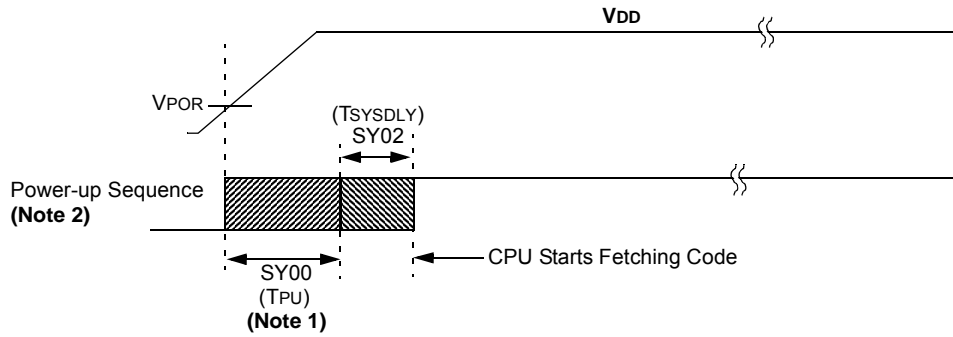 VDD
VPOR
(TSYSDLY)
SY02
Power-up Sequence
(Note 2)
CPU Starts Fetching Code
SY00
(TPU)
(Note 1)